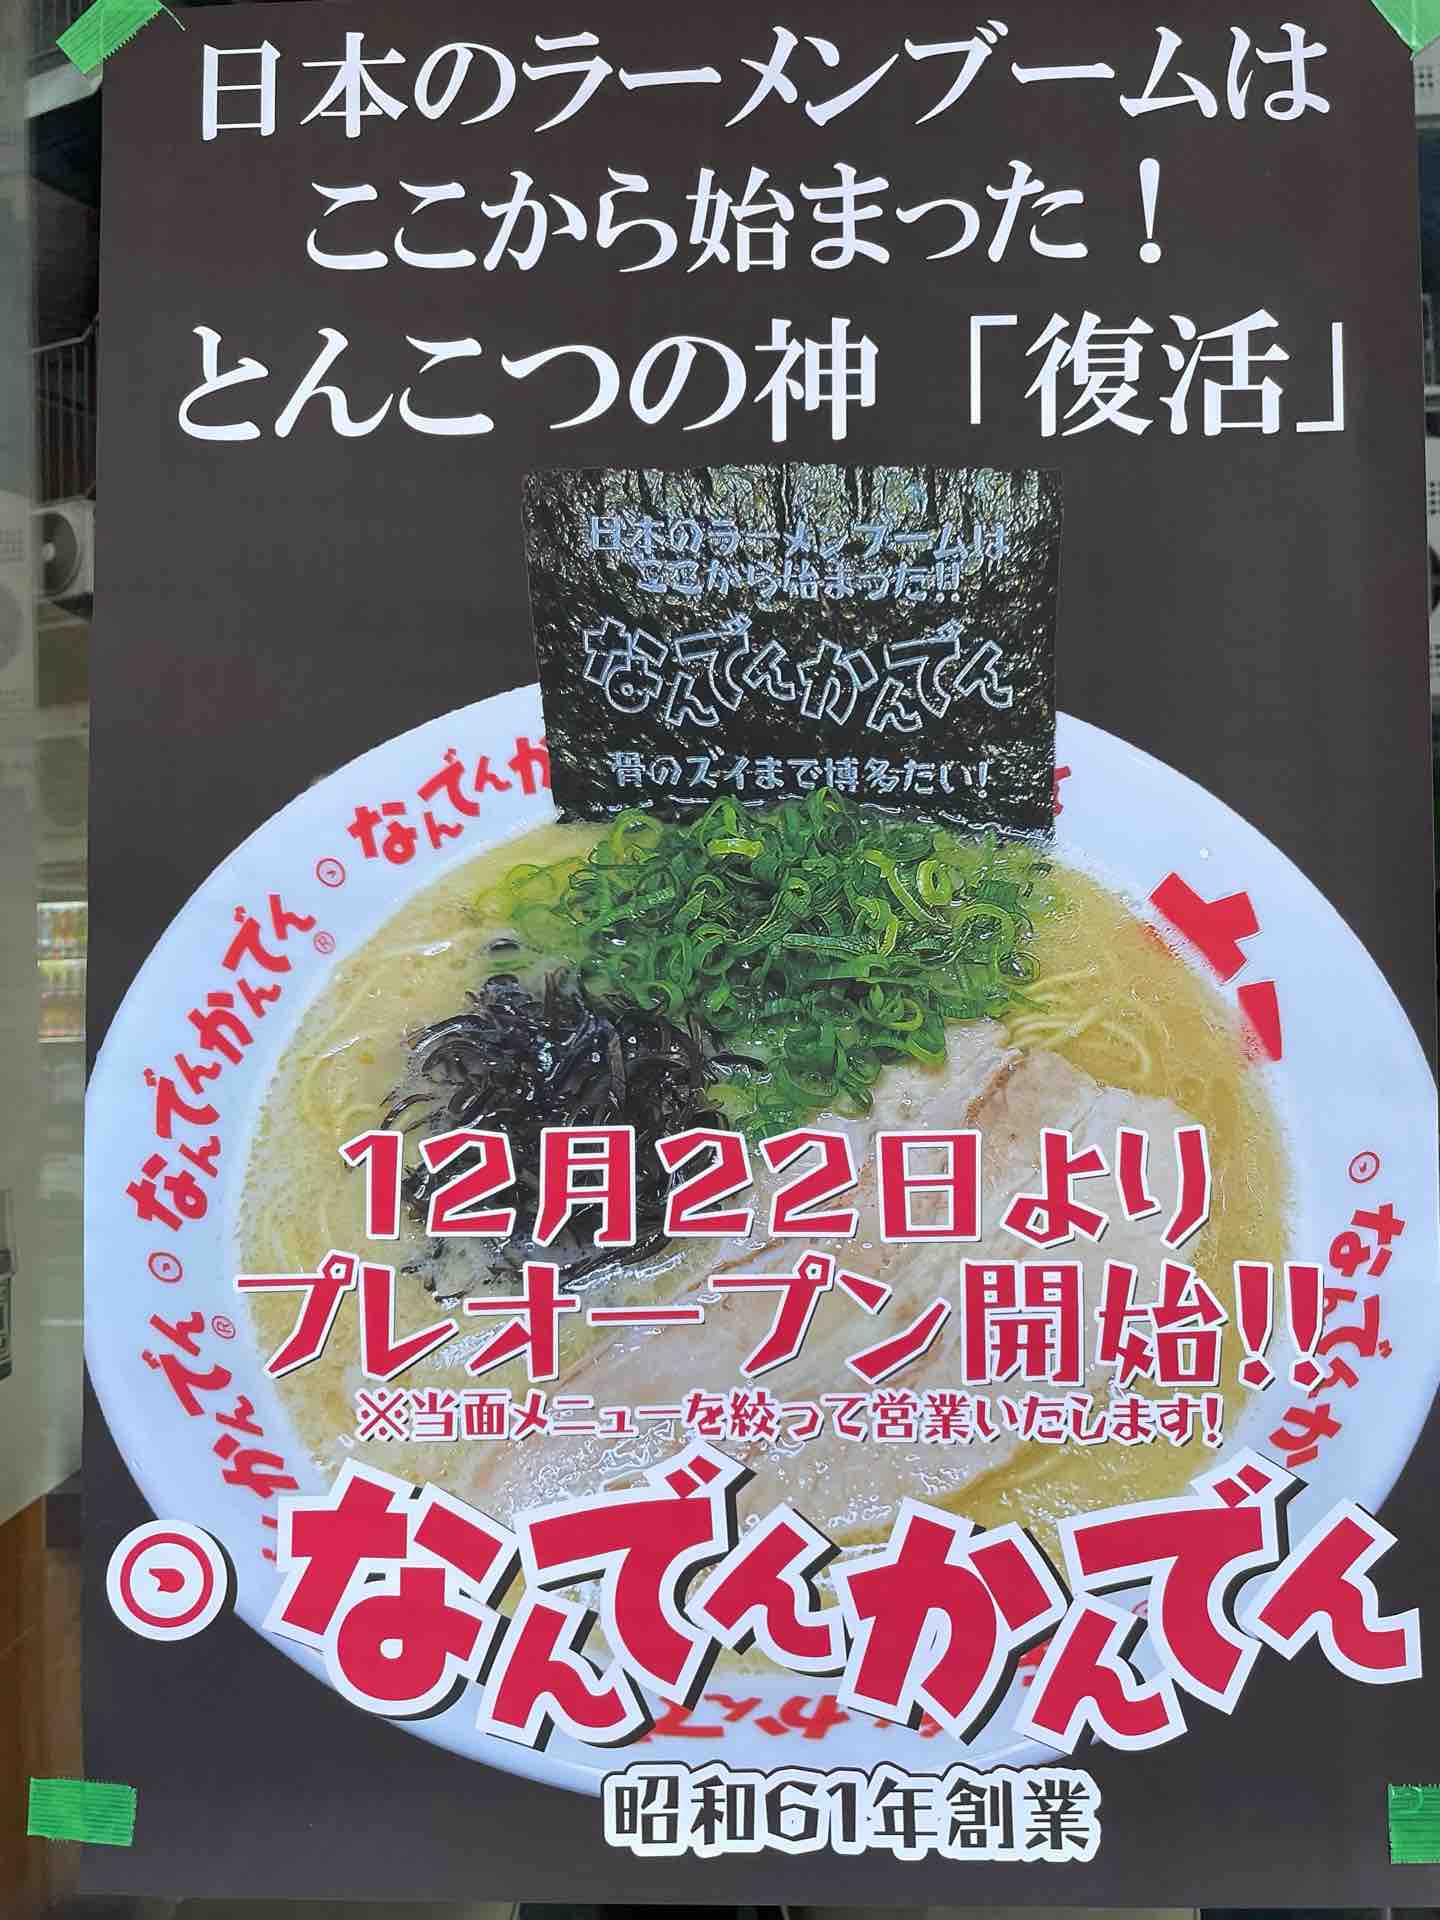 日本のラーメンブームは
ここから始まった！
とんこつの神「復活」
日本のラーメンブームは
ここから始まった!!
なんでんかんでん
骨のズイまで博多たい!
なんでんか
なんでんかんでん®
んかんでん®
なんでんか
12月22日より
プレオープン開始!!
※当面メニューを絞って営業いたします!
なんでんかんでん
昭和61年創業